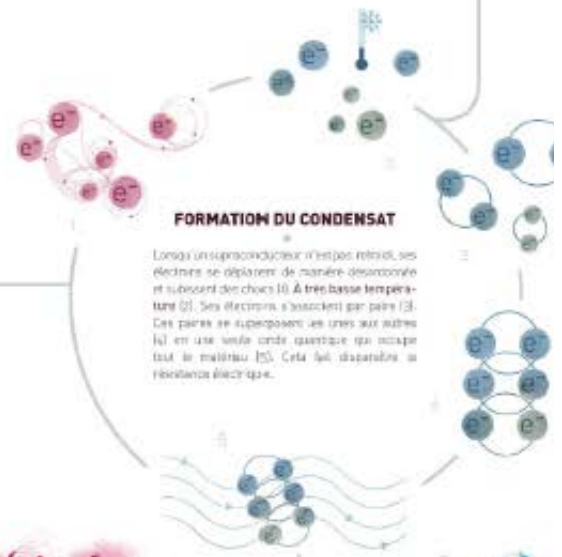 e⁻ e⁻ e⁻
e⁻ e⁻ e⁻ e⁻ e⁻ e⁻ e⁻
e⁻
e⁻ e⁻
FORMATION DU CONDENSAT
Lorsqu'un supraconducteur n'est pas refroidi, ses
électrons se déplacent de manière désordonnée
et subissent des chocs (1). À très basse tempéra-
ture (2). Ses électrons s'associent par paire (3).
Ces paires se superposent les unes aux autres
(4) en une seule onde quantique qui occupe
tout le matériau (5). Cela fait disparaître la
résistance électrique.
e⁻ e⁻
e⁻ e⁻
e⁻ e⁻
e⁻ e⁻ e⁻ e⁻ e⁻ e⁻